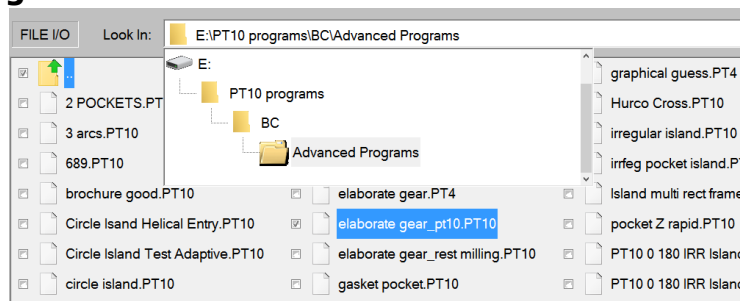 FILE I/O Look In: E:\PT10 programs\BC\Advanced Programs
E:
PT10 programs
BC
Advanced Programs
..
2 POCKETS.PT
3 arcs.PT10
689.PT10
brochure good.PT10
Circle Isand Helical Entry.PT10
Circle Island Test Adaptive.PT10
circle island.PT10
elaborate gear.PT4
elaborate gear_pt10.PT10
elaborate gear_rest milling.PT10
gasket pocket.PT10
graphical guess.PT4
Hurco Cross.PT10
irregular island.PT10
irrfeg pocket island.P
Island multi rect frame
pocket Z rapid.PT10
PT10 0 180 IRR Island
PT10 0 180 IRR Island